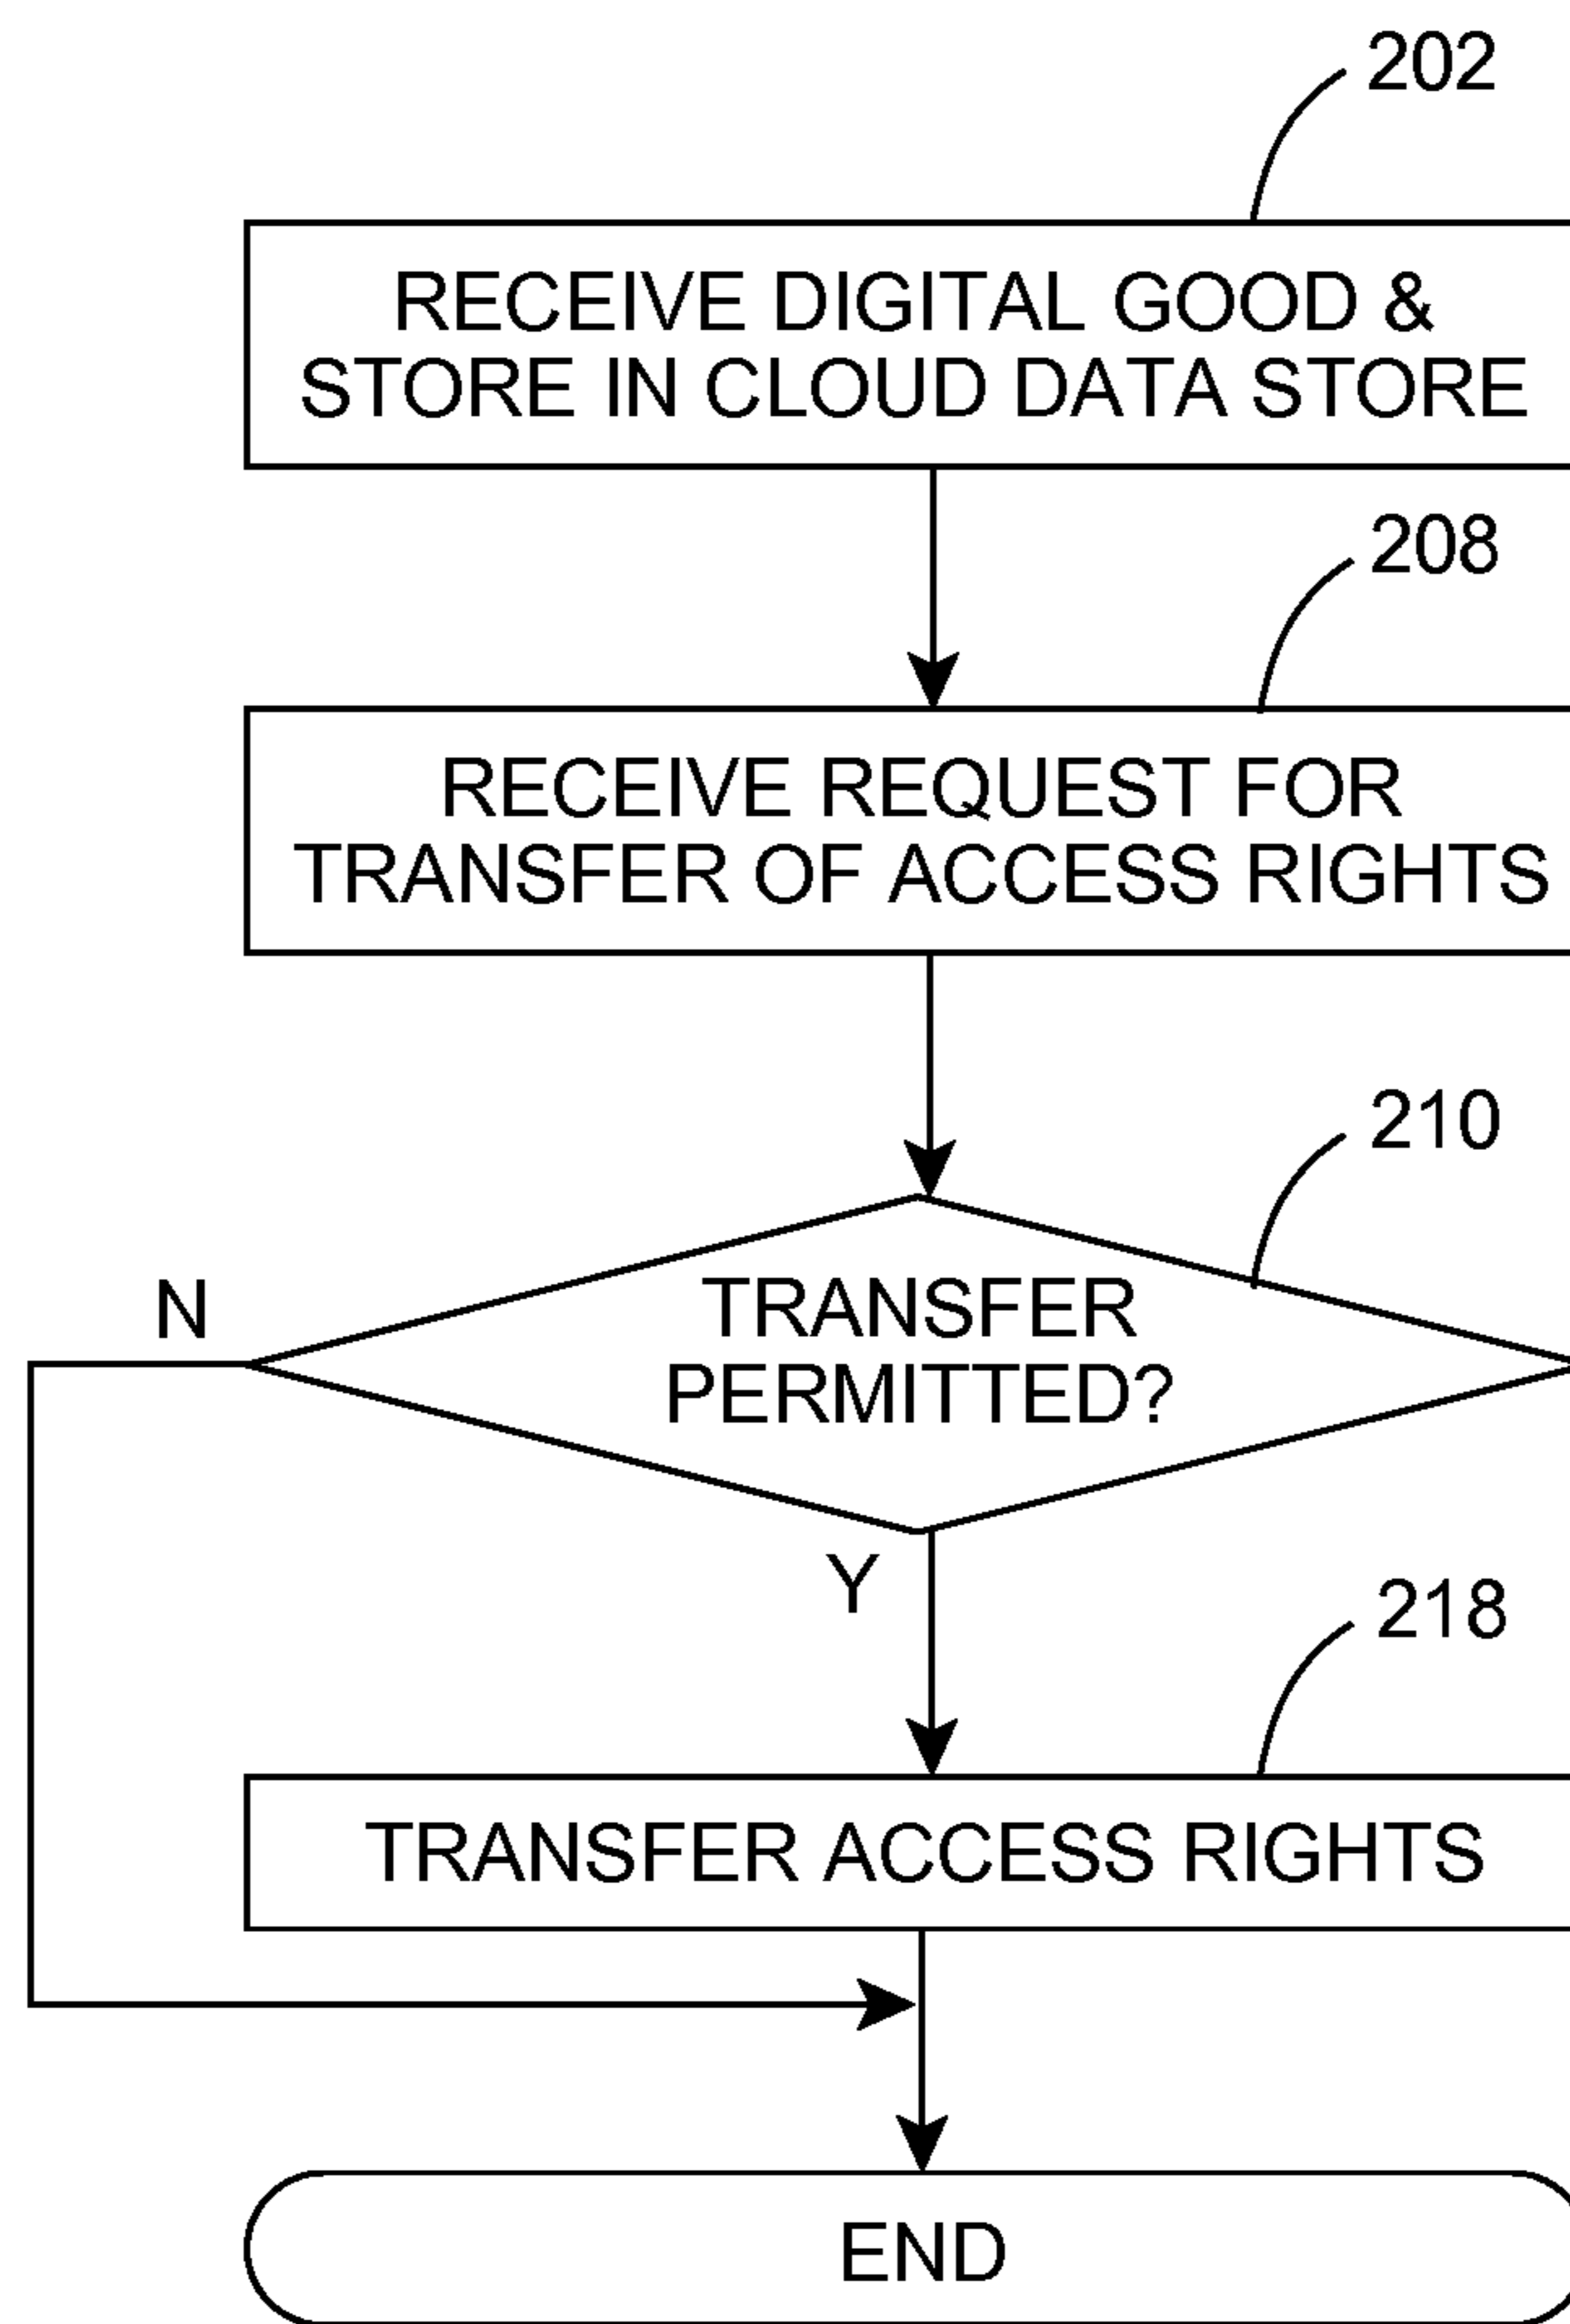 202
RECEIVE DIGITAL GOOD &
STORE IN CLOUD DATA STORE
208
RECEIVE REQUEST FOR
TRANSFER OF ACCESS RIGHTS
210
N
TRANSFER
PERMITTED?
Y
218
TRANSFER ACCESS RIGHTS
END